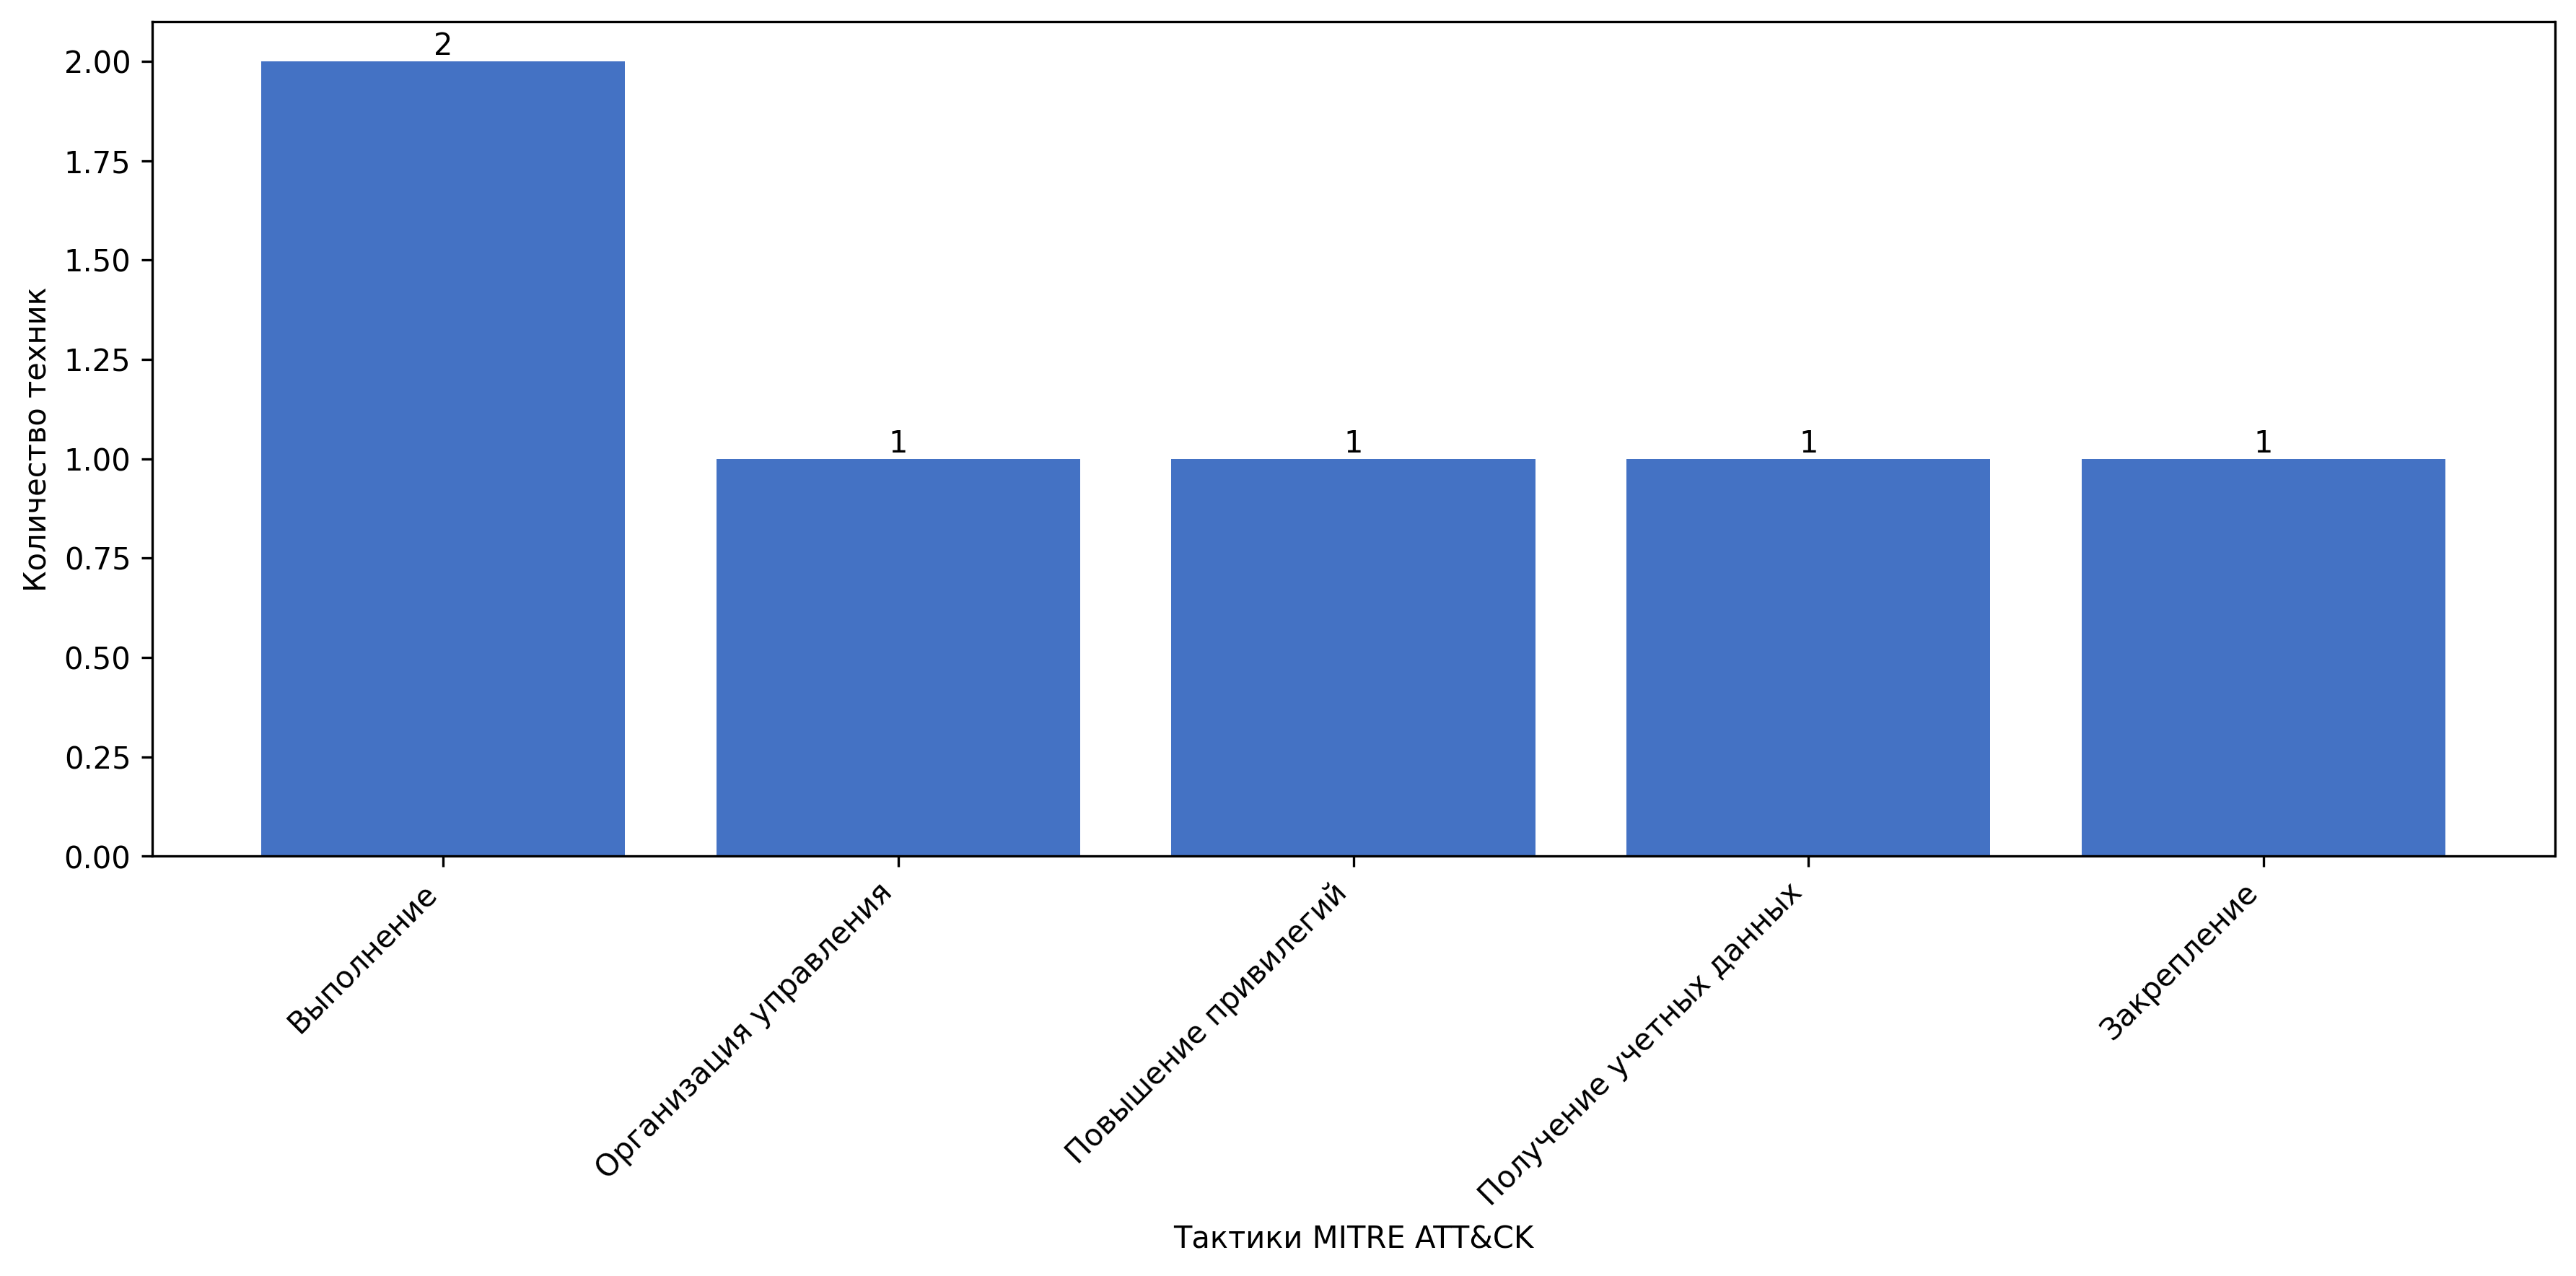 2
1
1
1
1
2.00
1.75
1.50
1.25
1.00
0.75
0.50
0.25
0.00
Количество техник
Выполнение
Организация управления
Повышение привилегий
Получение учетных данных
Закрепление
Тактики MITRE ATT&CK